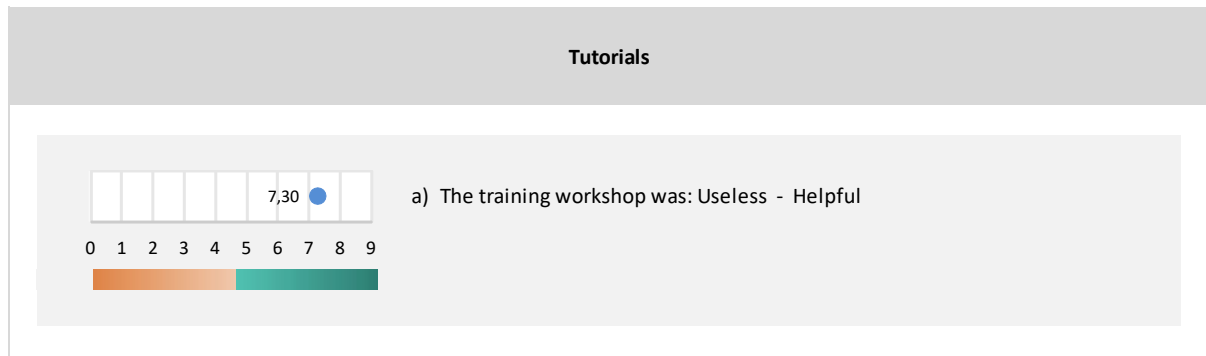 Tutorials
7,30
a) The training workshop was: Useless - Helpful
0 1 2 3 4 5 6 7 8 9